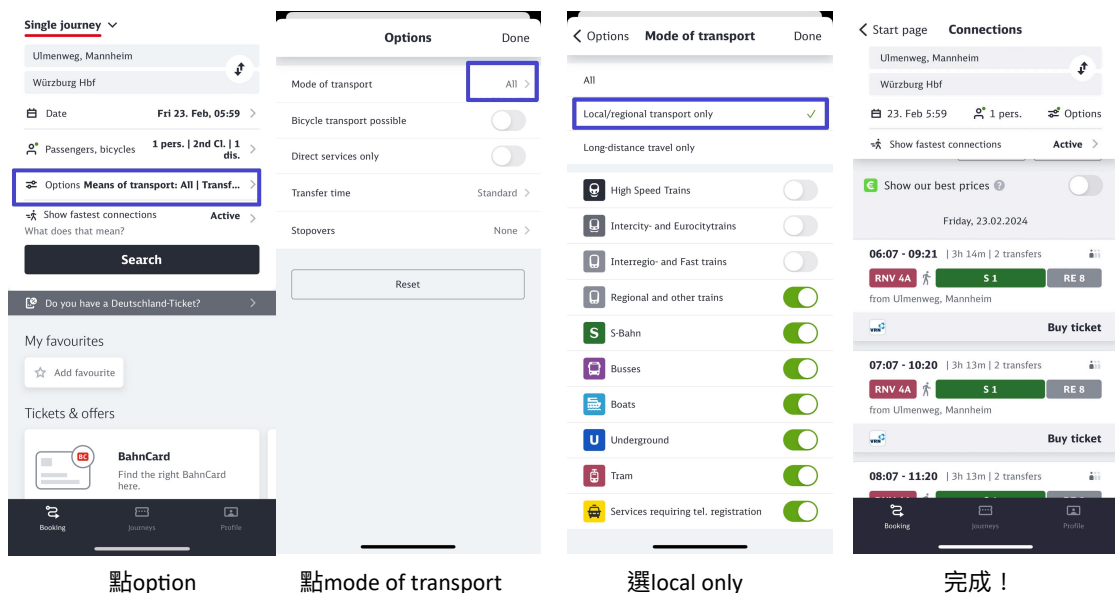 Single journey
Ulmenweg, Mannheim
Würzburg Hbf
Date Fri 23. Feb, 05:59
Passengers, bicycles 1 pers. | 2nd Cl. | 1 dis.
Options Means of transport: All | Transf...
Show fastest connections Active
What does that mean?
Search
Do you have a Deutschland-Ticket?
My favourites
Add favourite
Tickets & offers
BC
BahnCard
Find the right BahnCard
here.
Booking Journeys Profile
點option
Options Done
Mode of transport All
Bicycle transport possible
Direct services only
Transfer time Standard
Stopovers None
Reset
點mode of transport
Options Mode of transport Done
All
Local/regional transport only
Long-distance travel only
High Speed Trains
Intercity- and Eurocitytrains
Interregio- and Fast trains
Regional and other trains
S S-Bahn
Busses
Boats
U Underground
Tram
Services requiring tel. registration
選local only
Start page Connections
Ulmenweg, Mannheim
Würzburg Hbf
23. Feb 5:59 1 pers. Options
Show fastest connections Active
€ Show our best prices ?
Friday, 23.02.2024
06:07 - 09:21 | 3h 14m | 2 transfers
RNV 4A S 1 RE 8
from Ulmenweg, Mannheim
VRN Buy ticket
07:07 - 10:20 | 3h 13m | 2 transfers
RNV 4A S 1 RE 8
from Ulmenweg, Mannheim
VRN Buy ticket
08:07 - 11:20 | 3h 13m | 2 transfers
Booking Journeys Profile
完成！